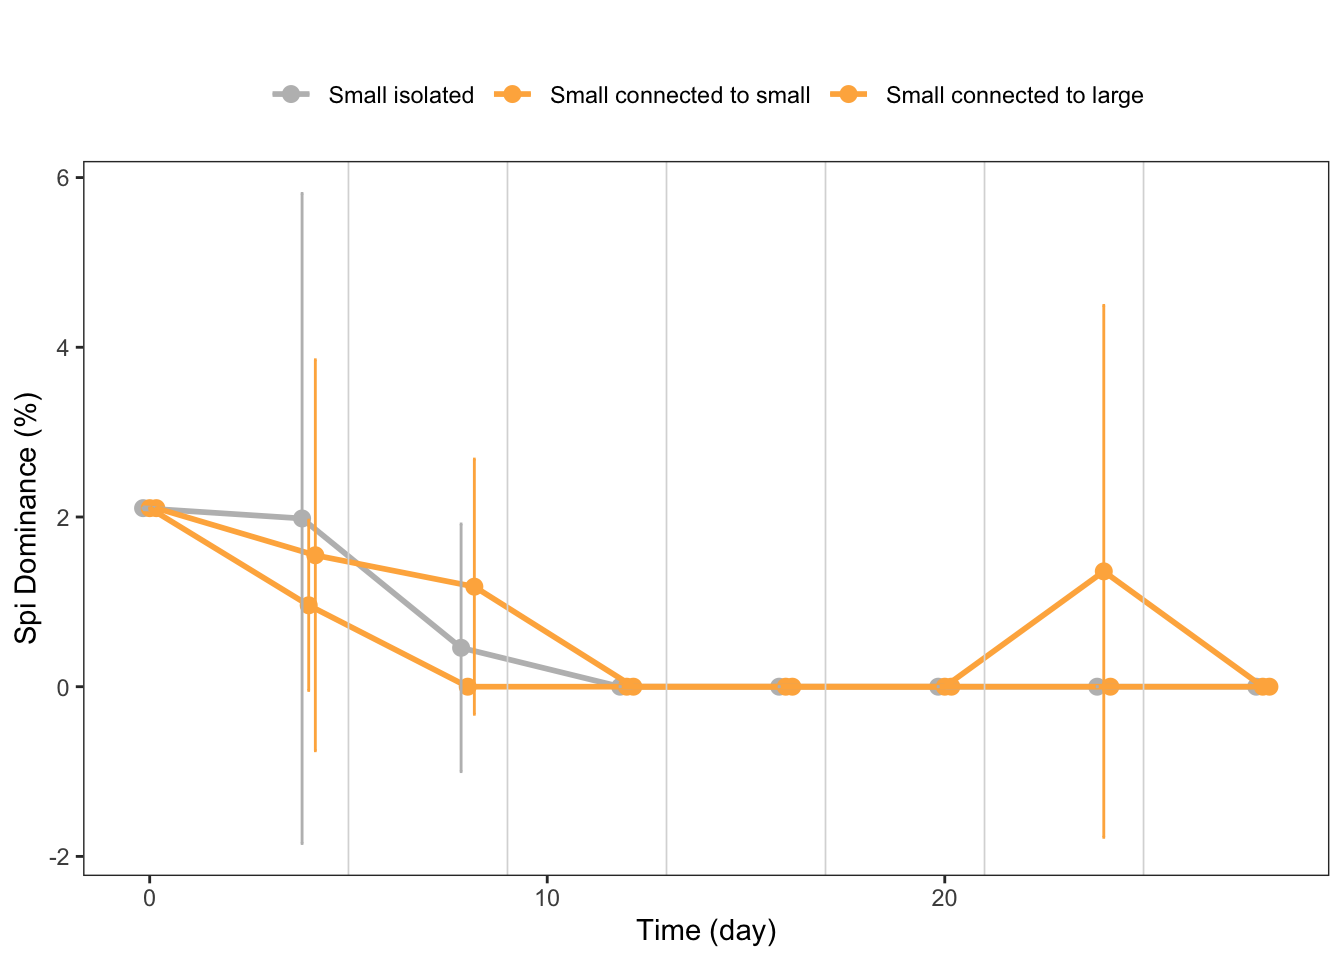 Small isolated Small connected to small Small connected to large
6
4
2
0
-2
Spi Dominance (%)
0 10 20
Time (day)